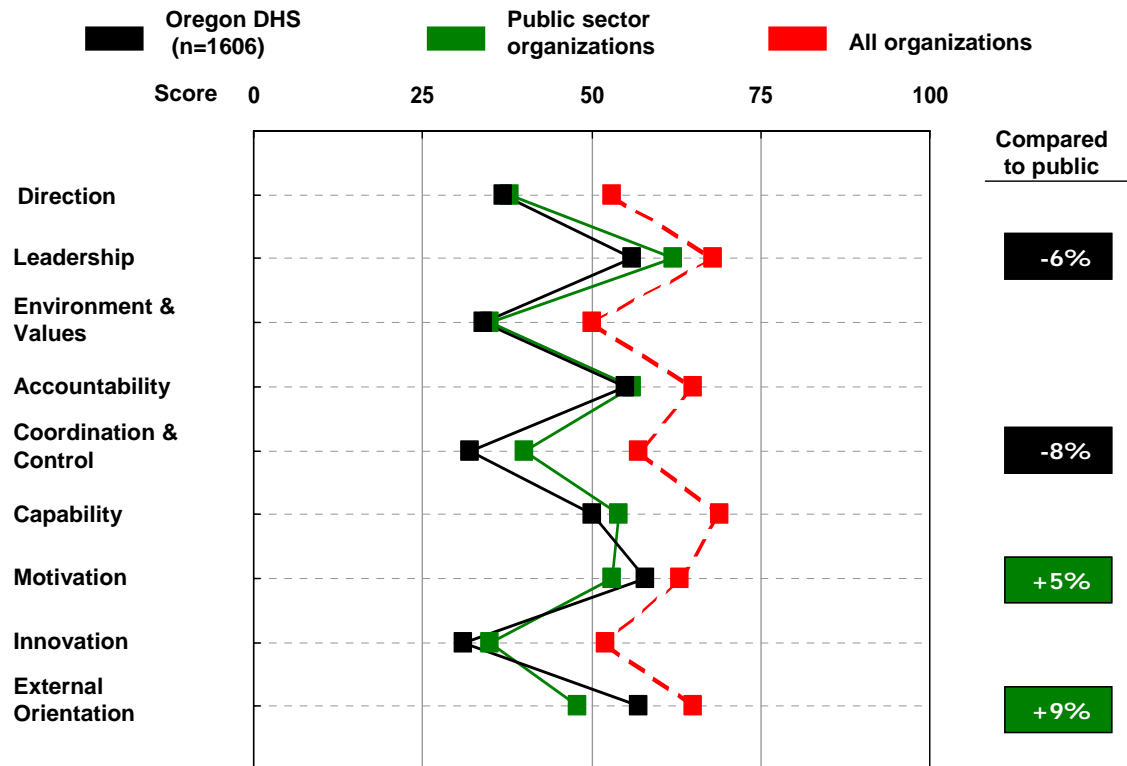 Oregon DHS
(n=1606)
Public sector
organizations
All organizations
Score 0 25 50 75 100
Compared
to public
Direction
Leadership
-6%
Environment &
Values
Accountability
Coordination &
Control
-8%
Capability
Motivation
+5%
Innovation
External
Orientation
+9%